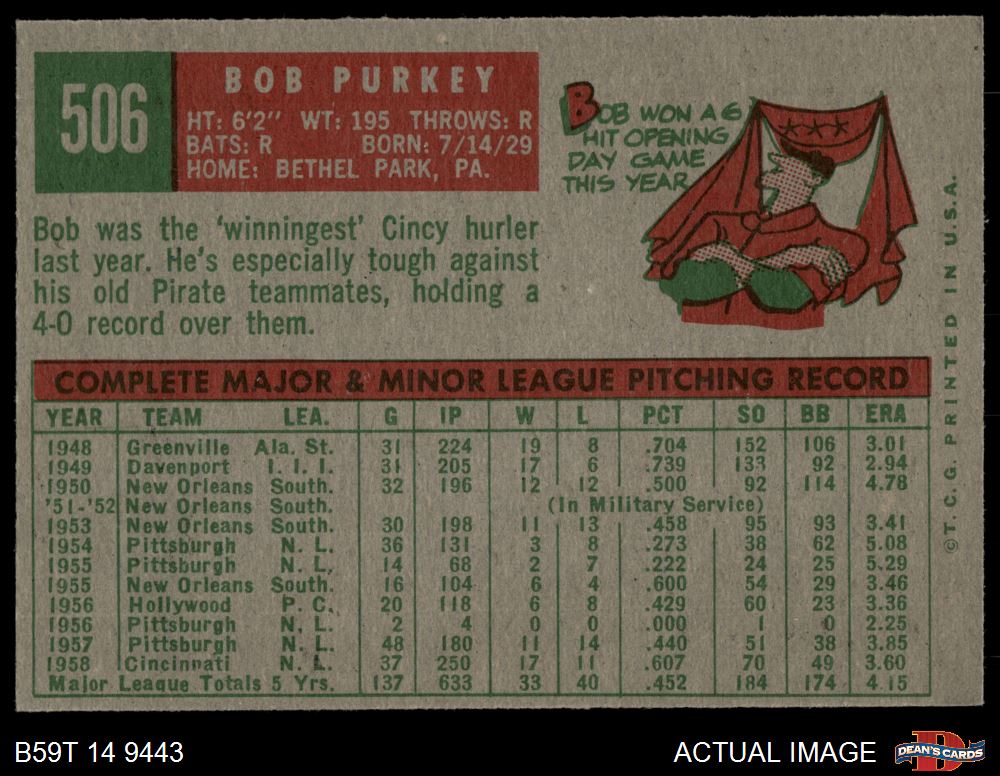 506
BOB PURKEY
HT: 6'2" WT: 195 THROWS: R
BATS: R BORN: 7/14/29
HOME: BETHEL PARK, PA.
BOB WON A 6
HIT OPENING
DAY GAME
THIS YEAR
Bob was the 'winningest' Cincy hurler
last year. He's especially tough against
his old Pirate teammates, holding a
4-0 record over them.
COMPLETE MAJOR & MINOR LEAGUE PITCHING RECORD
YEAR TEAM LEA. G IP W L PCT SO BB ERA
1948 Greenville Ala. St. 31 224 19 8 .704 152 106 3.01
1949 Davenport I. I. I. 31 205 17 6 .739 133 92 2.94
1950 New Orleans South. 32 196 12 12 .500 92 114 4.78
'51-'52 New Orleans South. (In Military Service)
1953 New Orleans South. 30 198 11 13 .458 95 93 3.41
1954 Pittsburgh N. L. 36 131 3 8 .273 38 62 5.08
1955 Pittsburgh N. L. 14 68 2 7 .222 24 25 5.29
1955 New Orleans South. 16 104 6 4 .600 54 29 3.46
1956 Hollywood P. C. 20 118 6 8 .429 60 23 3.36
1956 Pittsburgh N. L. 2 4 0 0 .000 1 0 2.25
1957 Pittsburgh N. L. 48 180 11 14 .440 51 38 3.85
1958 Cincinnati N. L. 37 250 17 11 .607 70 49 3.60
Major League Totals 5 Yrs. 137 633 33 40 .452 184 174 4.15
©T. C. G. PRINTED IN U.S.A.
B59T 14 9443
ACTUAL IMAGE
DEAN'S CARDS